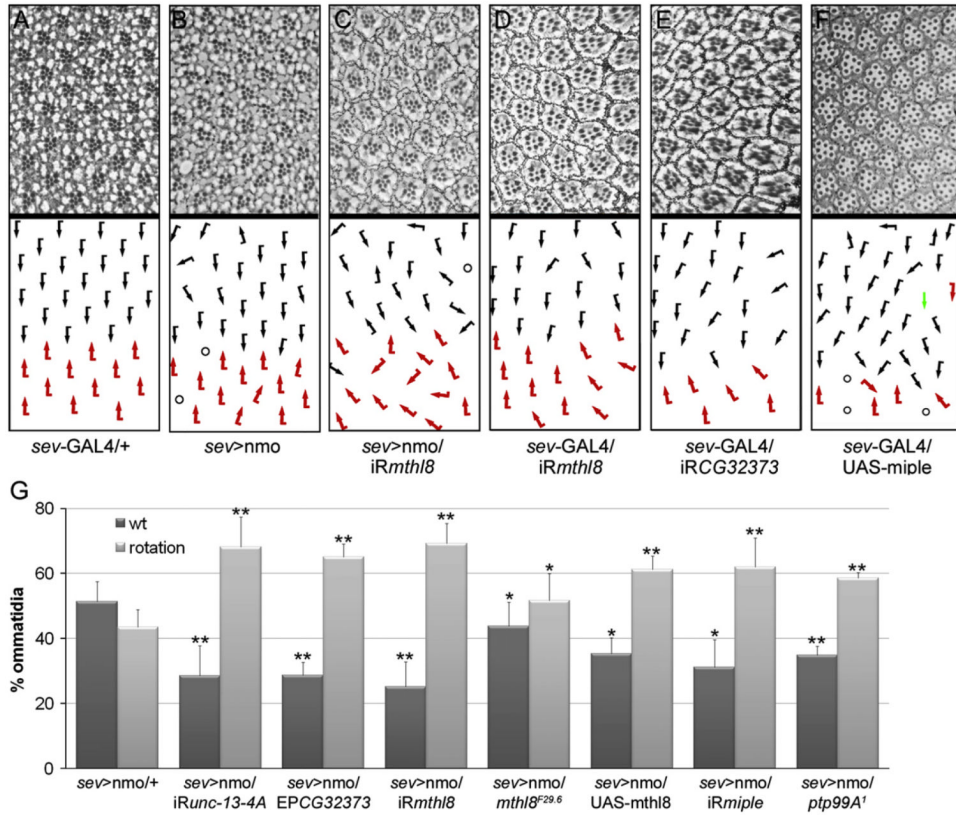 A B C D E F
sev-GAL4/+ sev>nmo sev>nmo/ sev-GAL4/ sev-GAL4/ sev-GAL4/
iRmthl8 iRmthl8 iRCG32373 UAS-miple
G
80
60
40
20
0
% ommatidia
wt
rotation
** ** ** * ** ** **
** ** ** * * * **
sev>nmo/+ sev>nmo/ sev>nmo/ sev>nmo/ sev>nmo/ sev>nmo/ sev>nmo/ sev>nmo/
iRunc-13-4A EPCG32373 iRmthl8 mthl8F29.6 UAS-mthl8 iRmiple ptp99A1